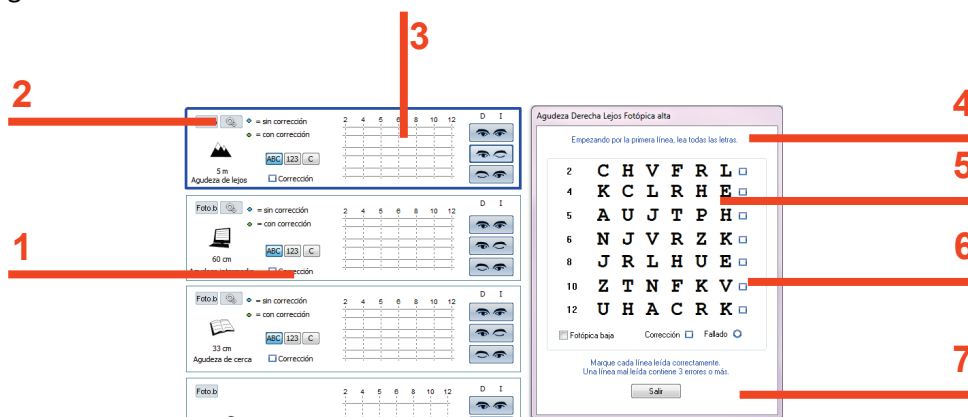 3
2
4
5
6
1
7
= sin corrección
= con corrección
2 4 5 6 8 10 12
D I
ABC 123 C
5 m
Agudeza de lejos
Corrección
Foto.b
= sin corrección
= con corrección
2 4 5 6 8 10 12
D I
ABC 123 C
60 cm
Corrección
Foto.b
= sin corrección
= con corrección
2 4 5 6 8 10 12
D I
ABC 123 C
33 cm
Agudeza de cerca
Corrección
Foto.b
2 4 5 6 8 10 12
D I
Agudeza Derecha Lejos Fotópica alta
Empezando por la primera línea, lea todas las letras.
2 C H V F R L
4 K C L R H E
5 A U J T P H
6 N J V R Z K
8 J R L H U E
10 Z T N F K V
12 U H A C R K
Fotópica baja Corrección Fallado
Marque cada línea leída correctamente.
Una línea mal leída contiene 3 errores o más.
Salir